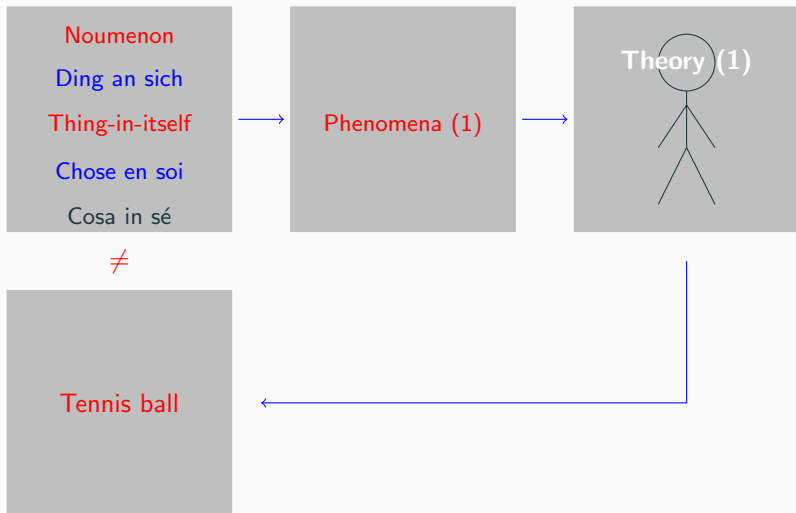 Noumenon
Ding an sich
Thing-in-itself
Chose en soi
Cosa in sé
Phenomena (1)
Theory (1)
≠
Tennis ball